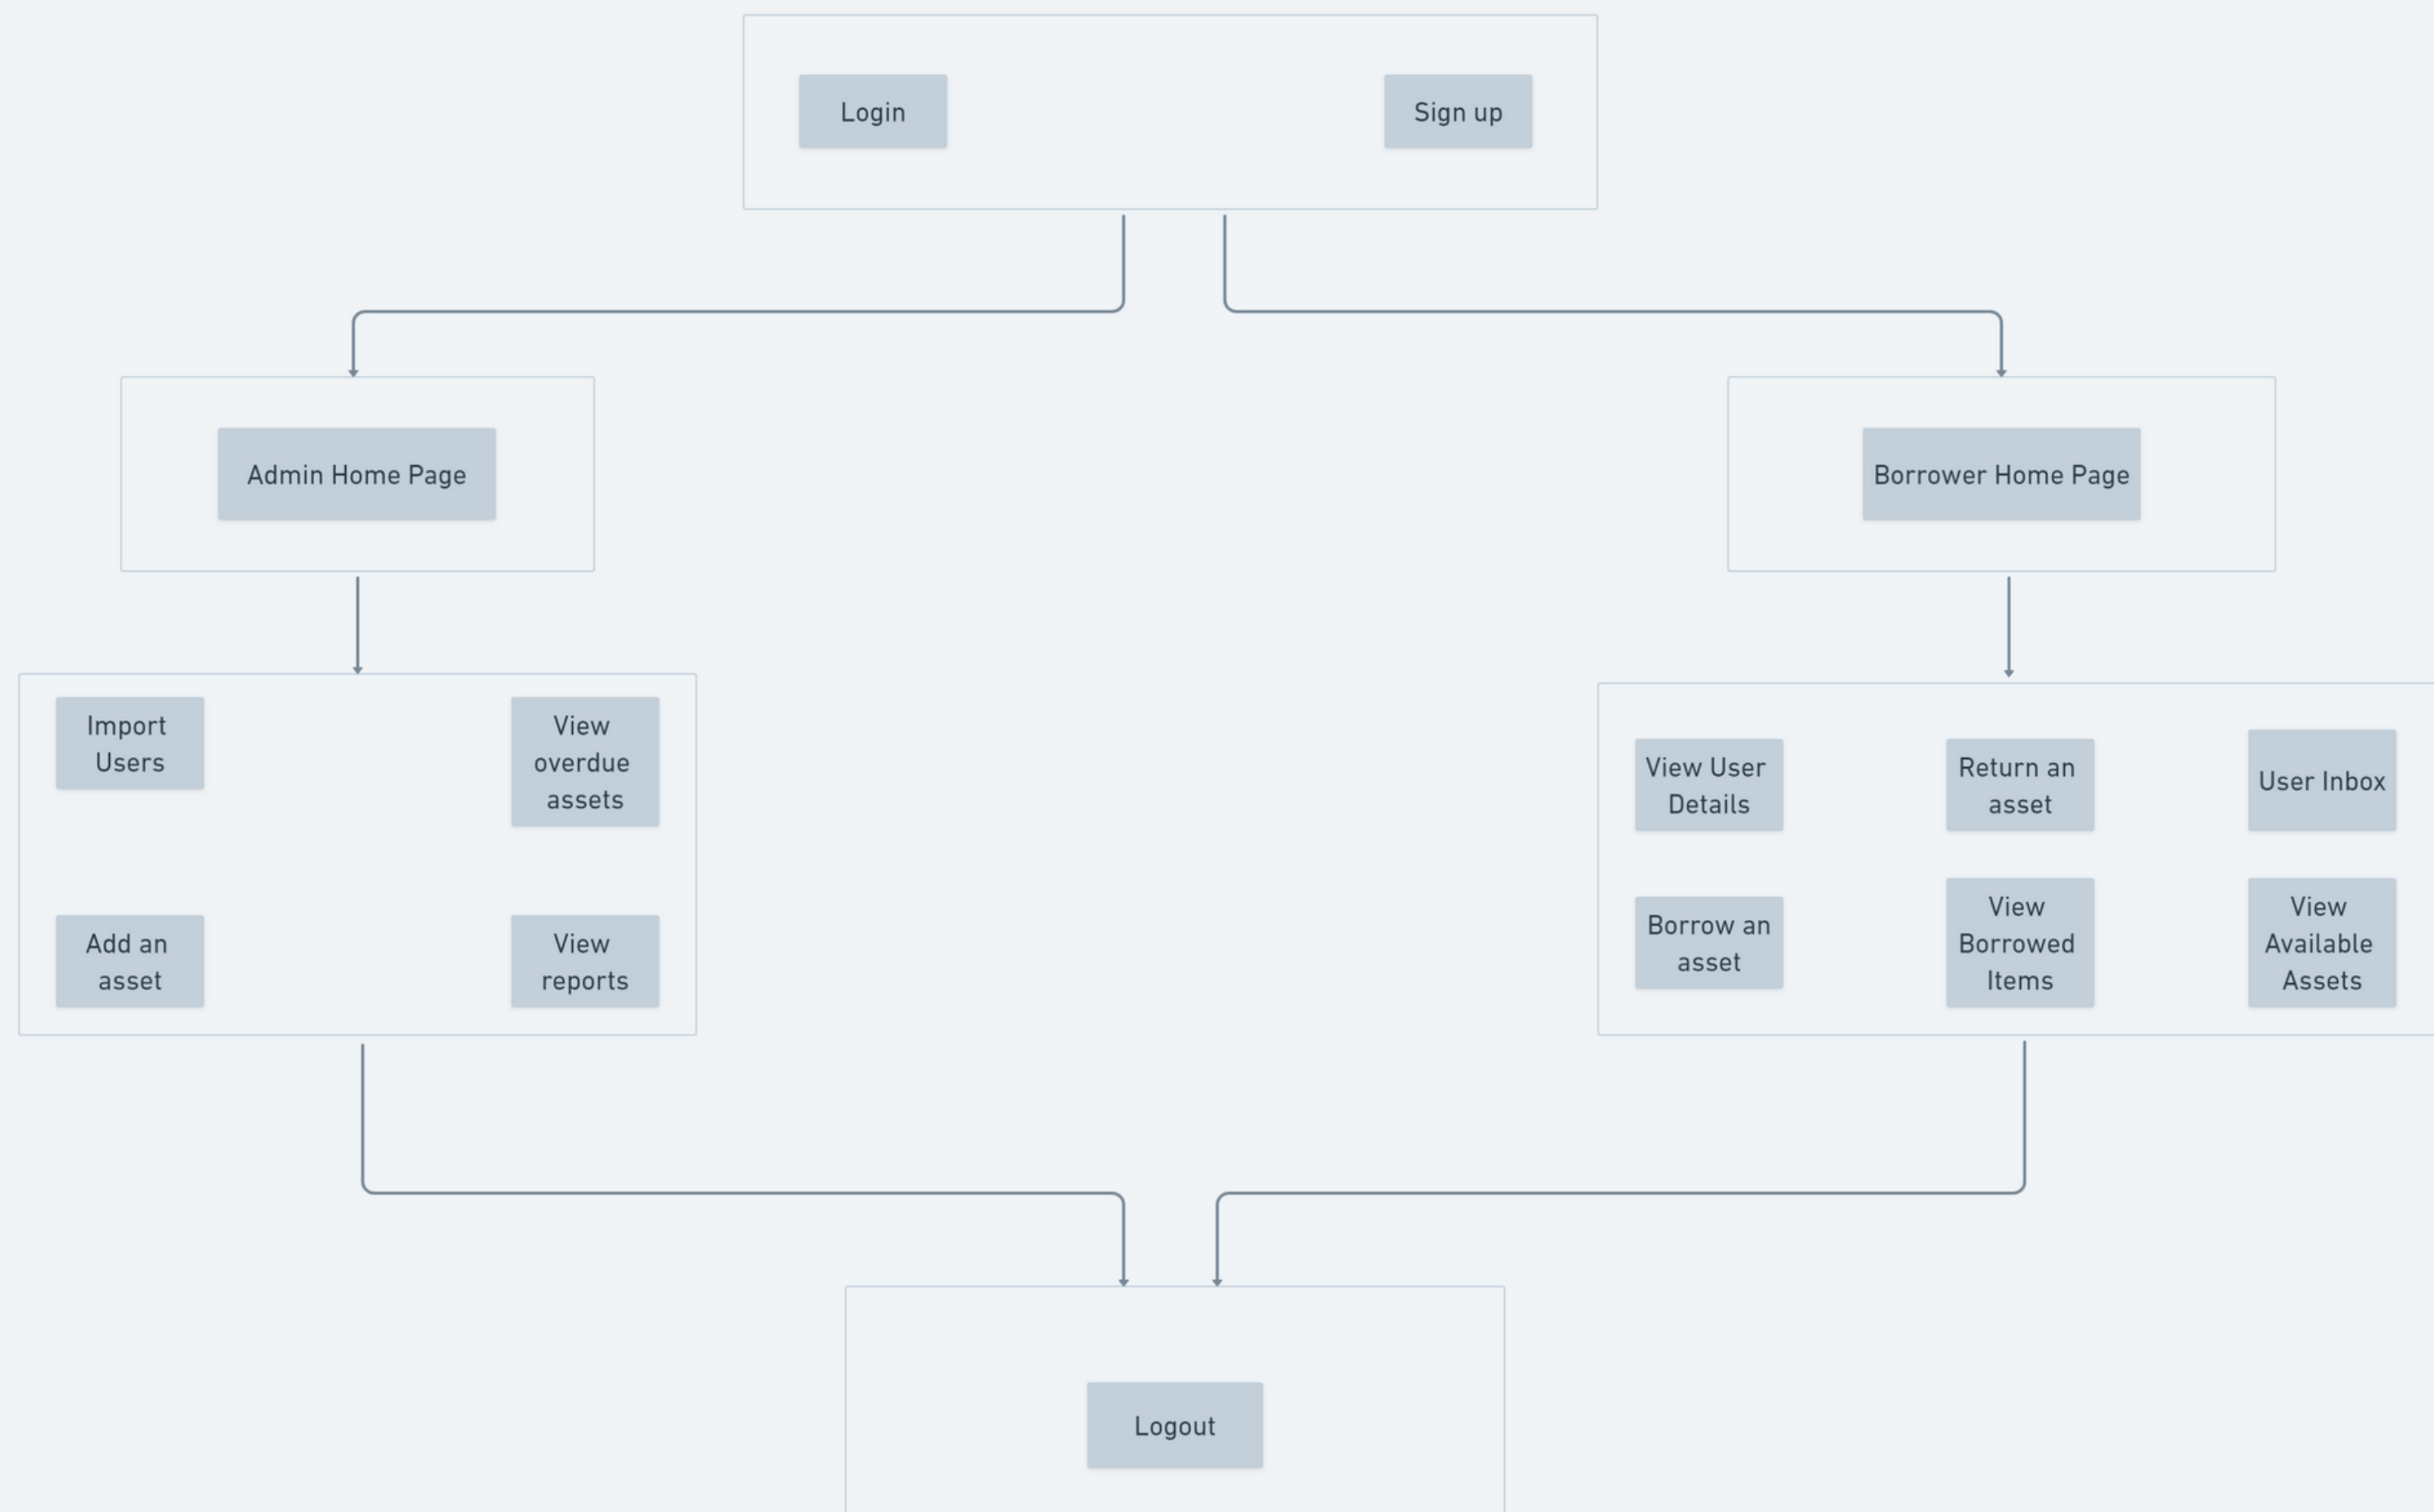 Login
Sign up
Admin Home Page
Borrower Home Page
Import
Users
View
overdue
assets
Add an
asset
View
reports
View User
Details
Return an
asset
User Inbox
Borrow an
asset
View
Borrowed
Items
View
Available
Assets
Logout